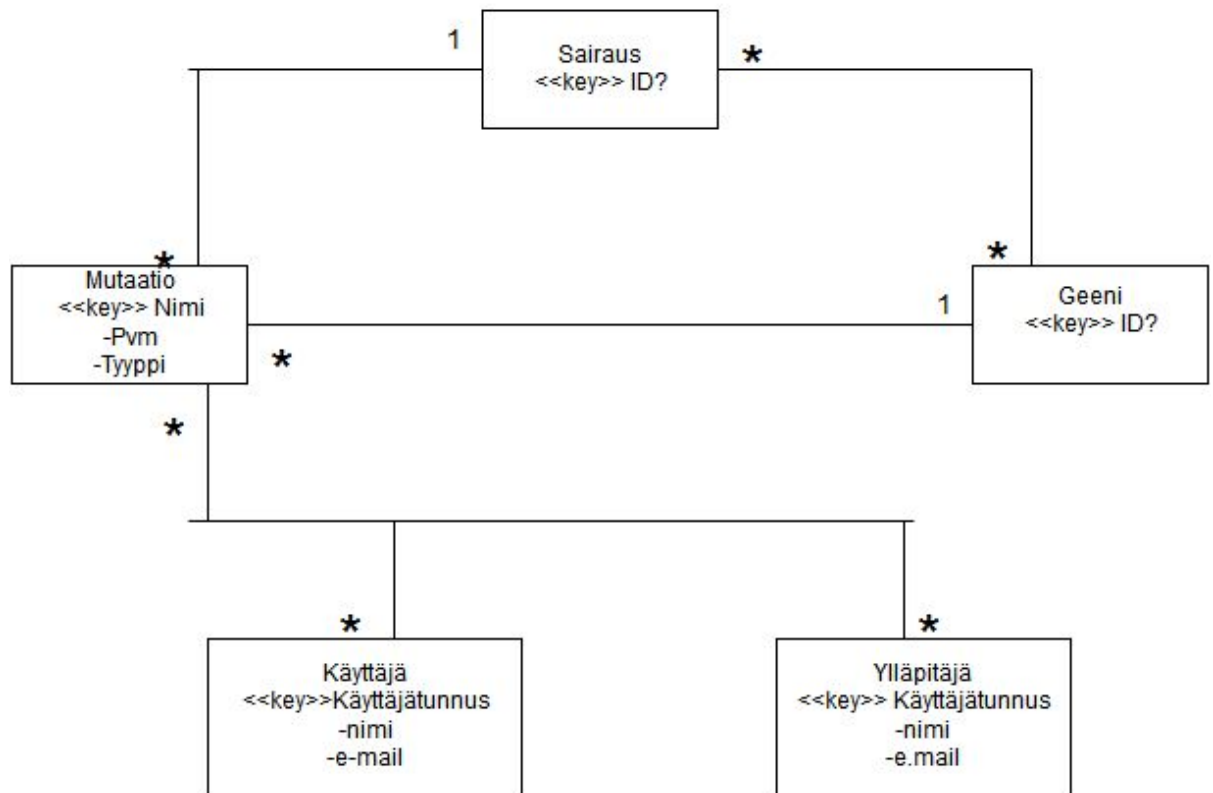 1
*
Sairaus
<<key>> ID?
*
*
Mutaatio
<<key>> Nimi
-Pvm
-Tyyppi
*
*
1
Geeni
<<key>> ID?
*
*
Käyttäjä
<<key>>Käyttäjätunnus
-nimi
-e-mail
*
Ylläpitäjä
<<key>> Käyttäjätunnus
-nimi
-e.mail